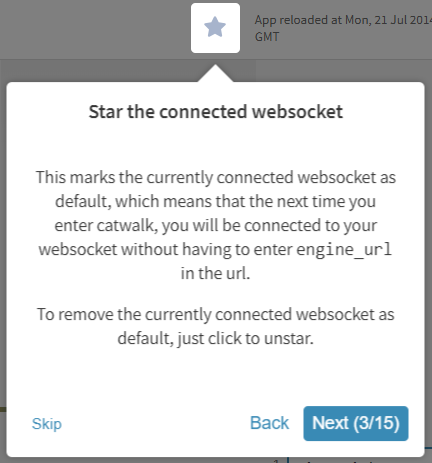 App reloaded at Mon, 21 Jul 2014
GMT
Star the connected websocket
This marks the currently connected websocket as
default, which means that the next time you
enter catwalk, you will be connected to your
websocket without having to enter engine_url
in the url.
To remove the currently connected websocket as
default, just click to unstar.
Skip
Back
Next (3/15)